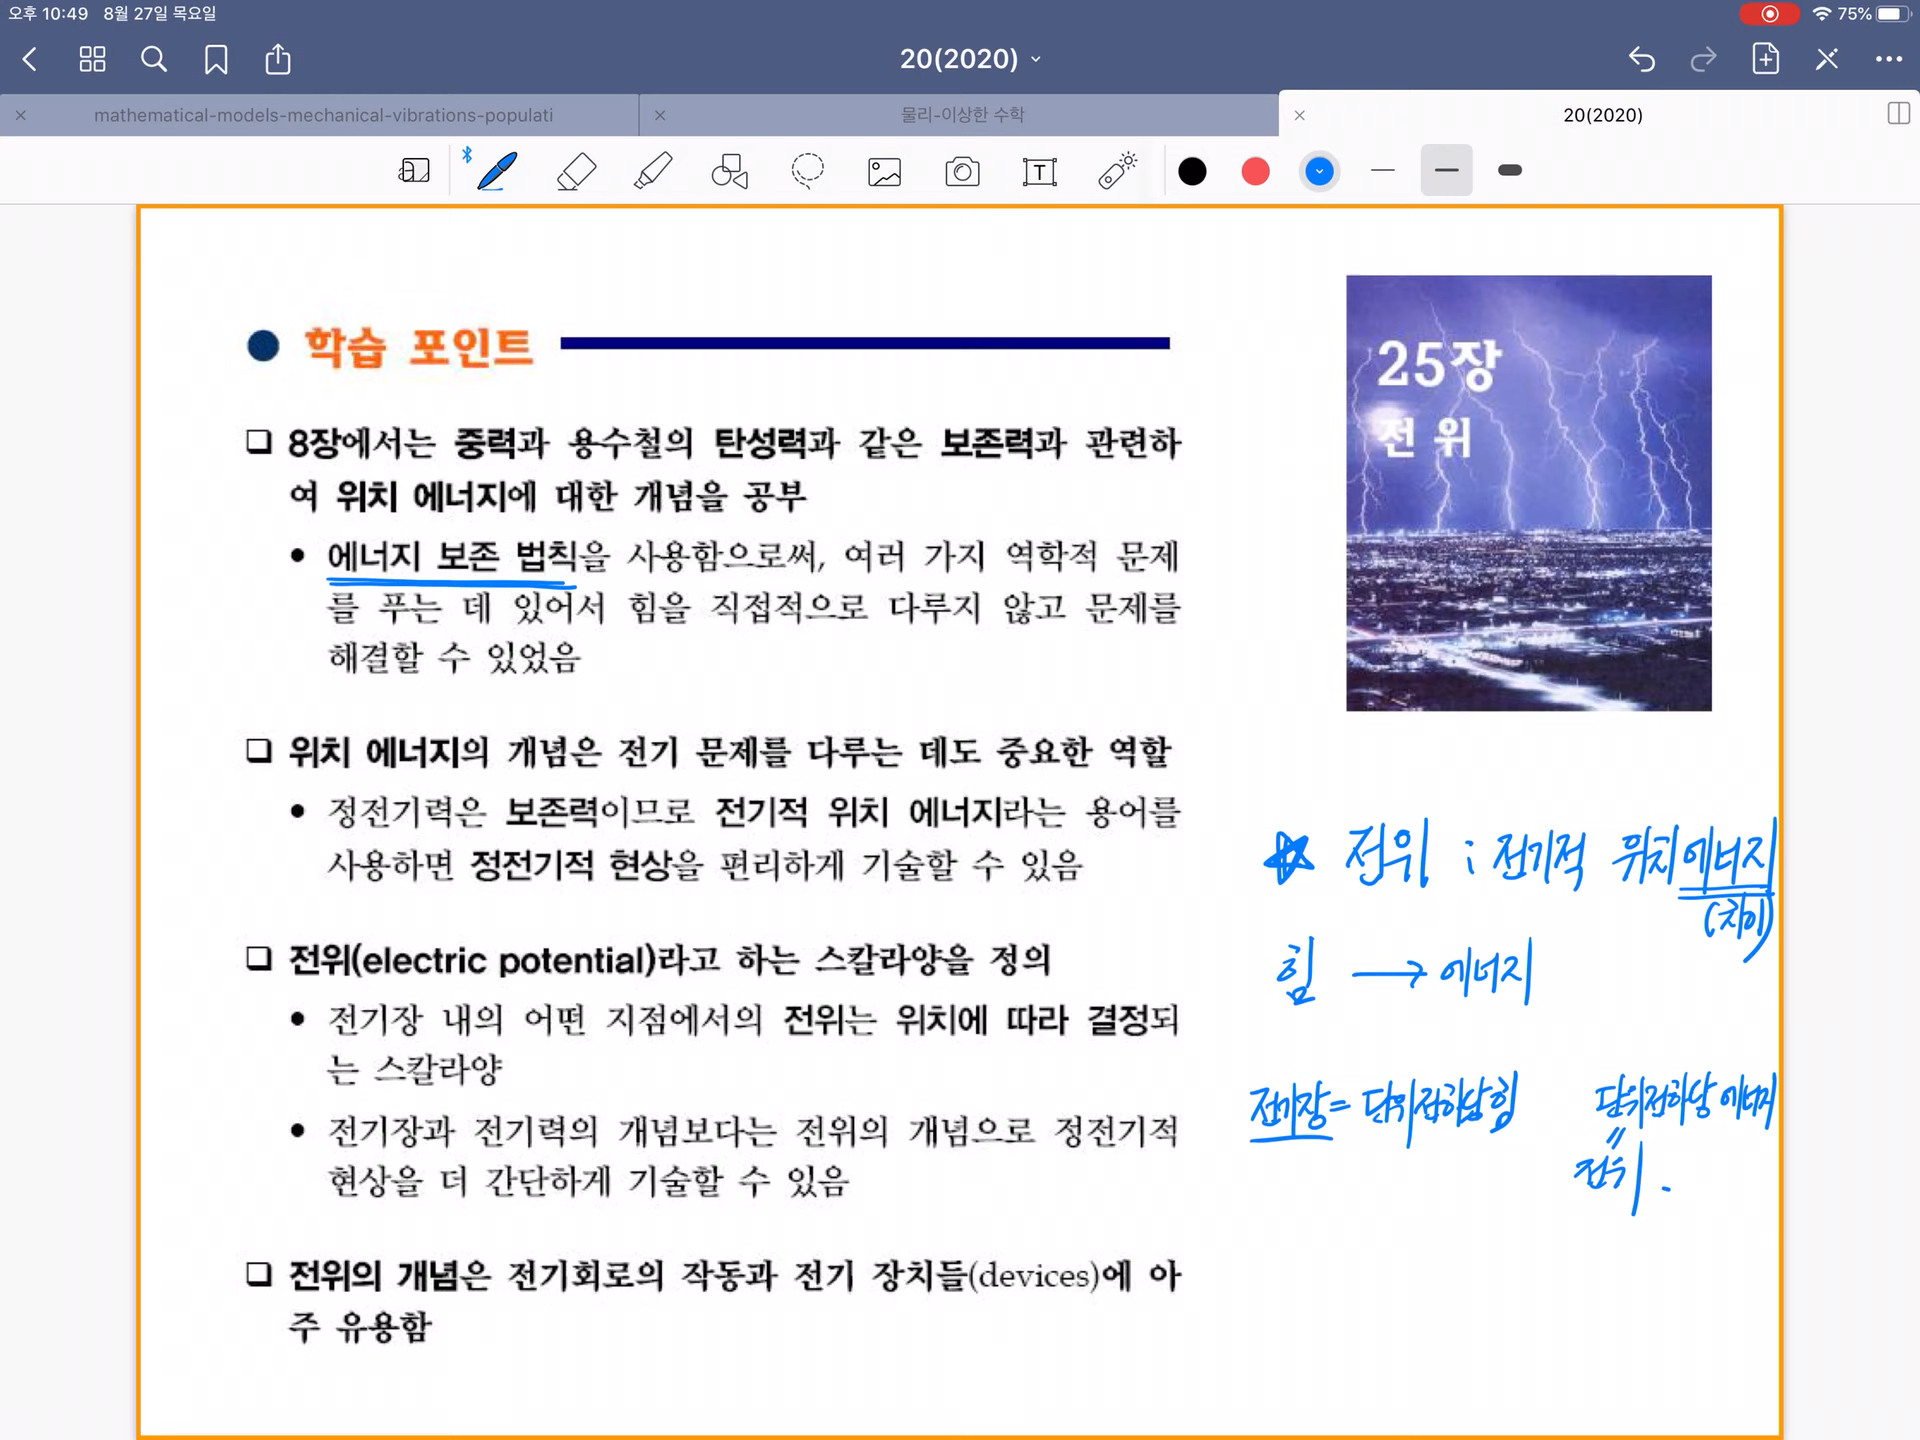 오후 10:49 8월 27일 목요일
75%
20(2020)
mathematical-models-mechanical-vibrations-populati
물리-이상한 수학
20(2020)
학습 포인트
25장
전 위
8장에서는 중력과 용수철의 탄성력과 같은 보존력과 관련하
여 위치 에너지에 대한 개념을 공부
에너지 보존 법칙을 사용함으로써, 여러 가지 역학적 문제
를 푸는 데 있어서 힘을 직접적으로 다루지 않고 문제를
해결할 수 있었음
위치 에너지의 개념은 전기 문제를 다루는 데도 중요한 역할
정전기력은 보존력이므로 전기적 위치 에너지라는 용어를
사용하면 정전기적 현상을 편리하게 기술할 수 있음
전위(electric potential)라고 하는 스칼라양을 정의
전기장 내의 어떤 지점에서의 전위는 위치에 따라 결정되
는 스칼라양
전기장과 전기력의 개념보다는 전위의 개념으로 정전기적
현상을 더 간단하게 기술할 수 있음
전위의 개념은 전기회로의 작동과 전기 장치들(devices)에 아
주 유용함
전위 : 전기적 위치에너지
(차이)
힘 → 에너지
전기장 = 단위전하당 힘
단위전하당 에너지
"
전위.